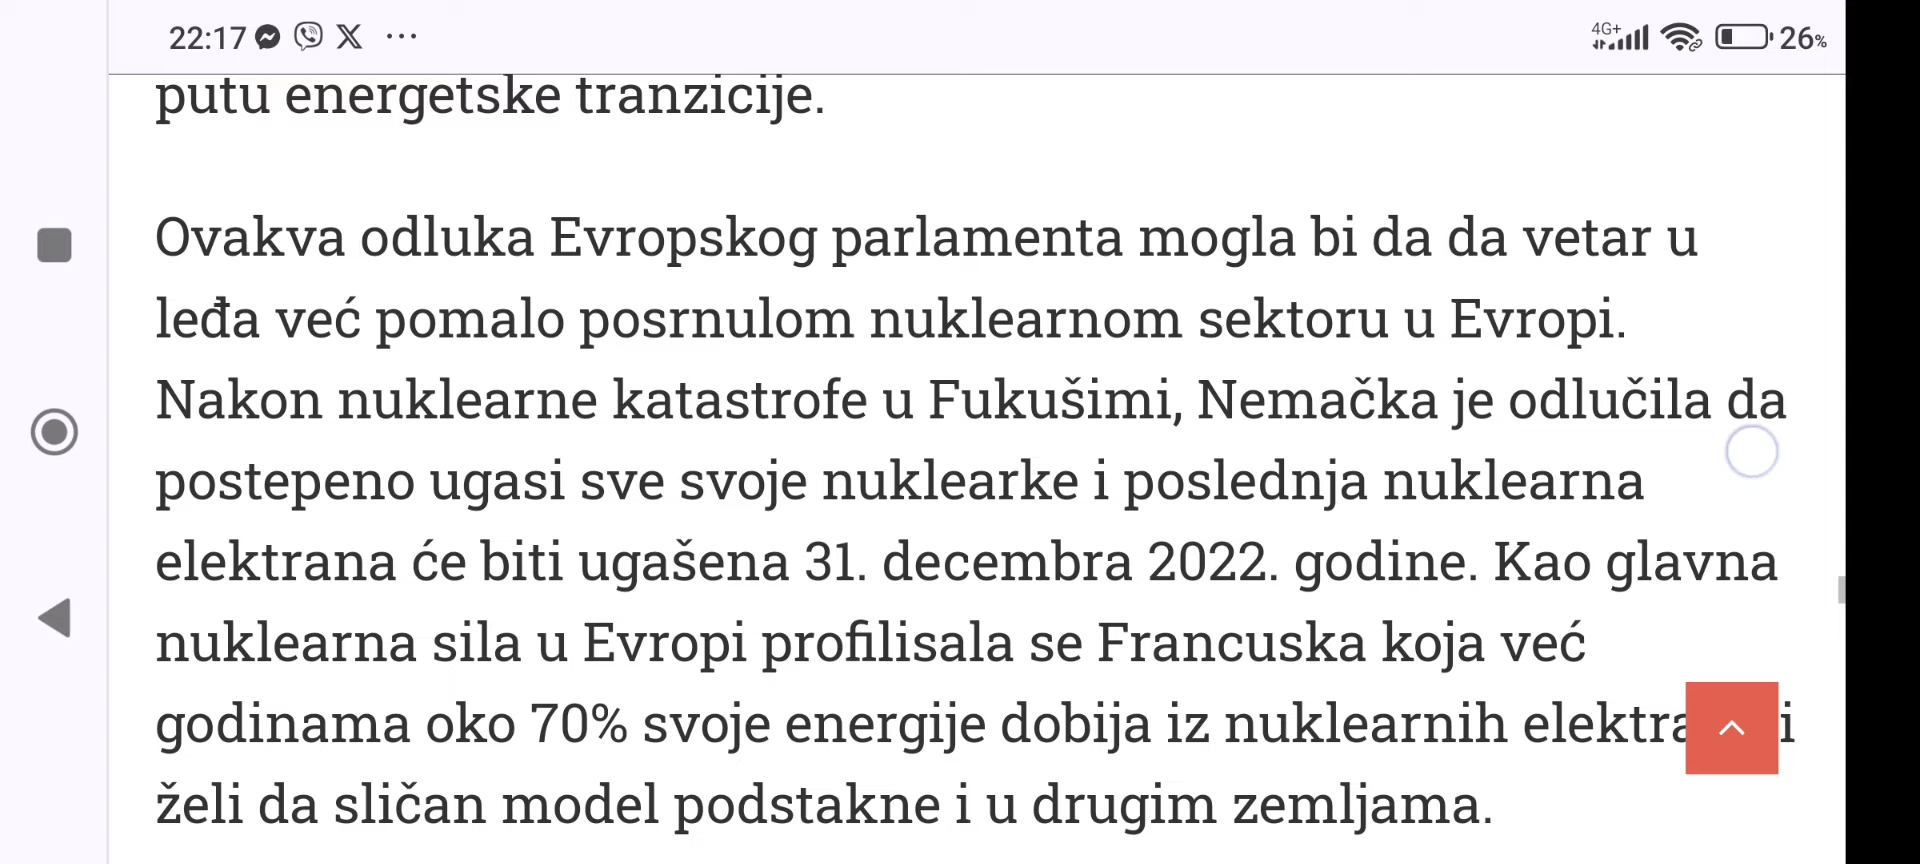 22:17 ... 4G+ 26%
putu energetske tranzicije.
Ovakva odluka Evropskog parlamenta mogla bi da da vetar u
leđa već pomalo posrnulom nuklearnom sektoru u Evropi.
Nakon nuklearne katastrofe u Fukušimi, Nemačka je odlučila da
postepeno ugasi sve svoje nuklearke i poslednja nuklearna
elektrana će biti ugašena 31. decembra 2022. godine. Kao glavna
nuklearna sila u Evropi profilisala se Francuska koja već
godinama oko 70% svoje energije dobija iz nuklearnih elektra i
želi da sličan model podstakne i u drugim zemljama.